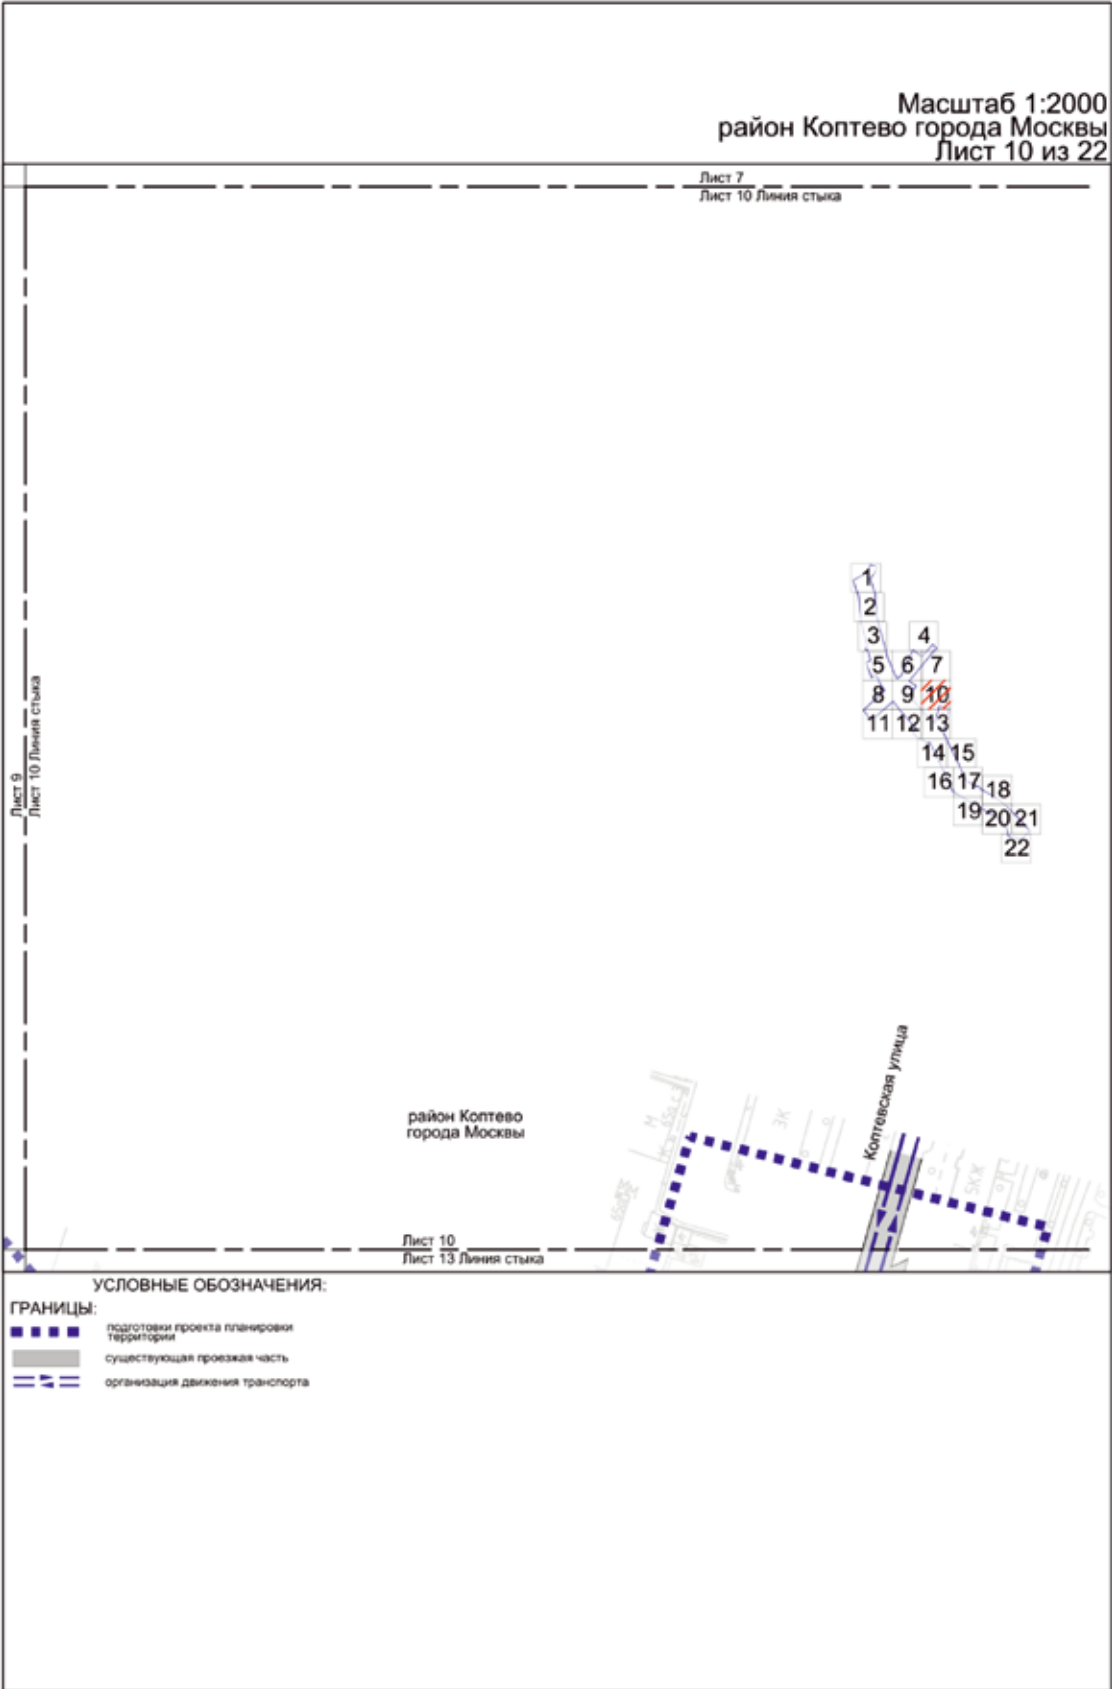 Масштаб 1:2000
район Коптево города Москвы
Лист 10 из 22
Лист 7
Лист 10 Линия стыка
Лист 9
Лист 10 Линия стыка
1
2
3
4
5
6
7
8
9
10
11
12
13
14
15
16
17
18
19
20
21
22
Коптевская улица
район Коптево
города Москвы
М
3К
5КЖ
Лист 10
Лист 13 Линия стыка
УСЛОВНЫЕ ОБОЗНАЧЕНИЯ:
ГРАНИЦЫ:
подготовки проекта планировки
территории
существующая проезжая часть
организация движения транспорта